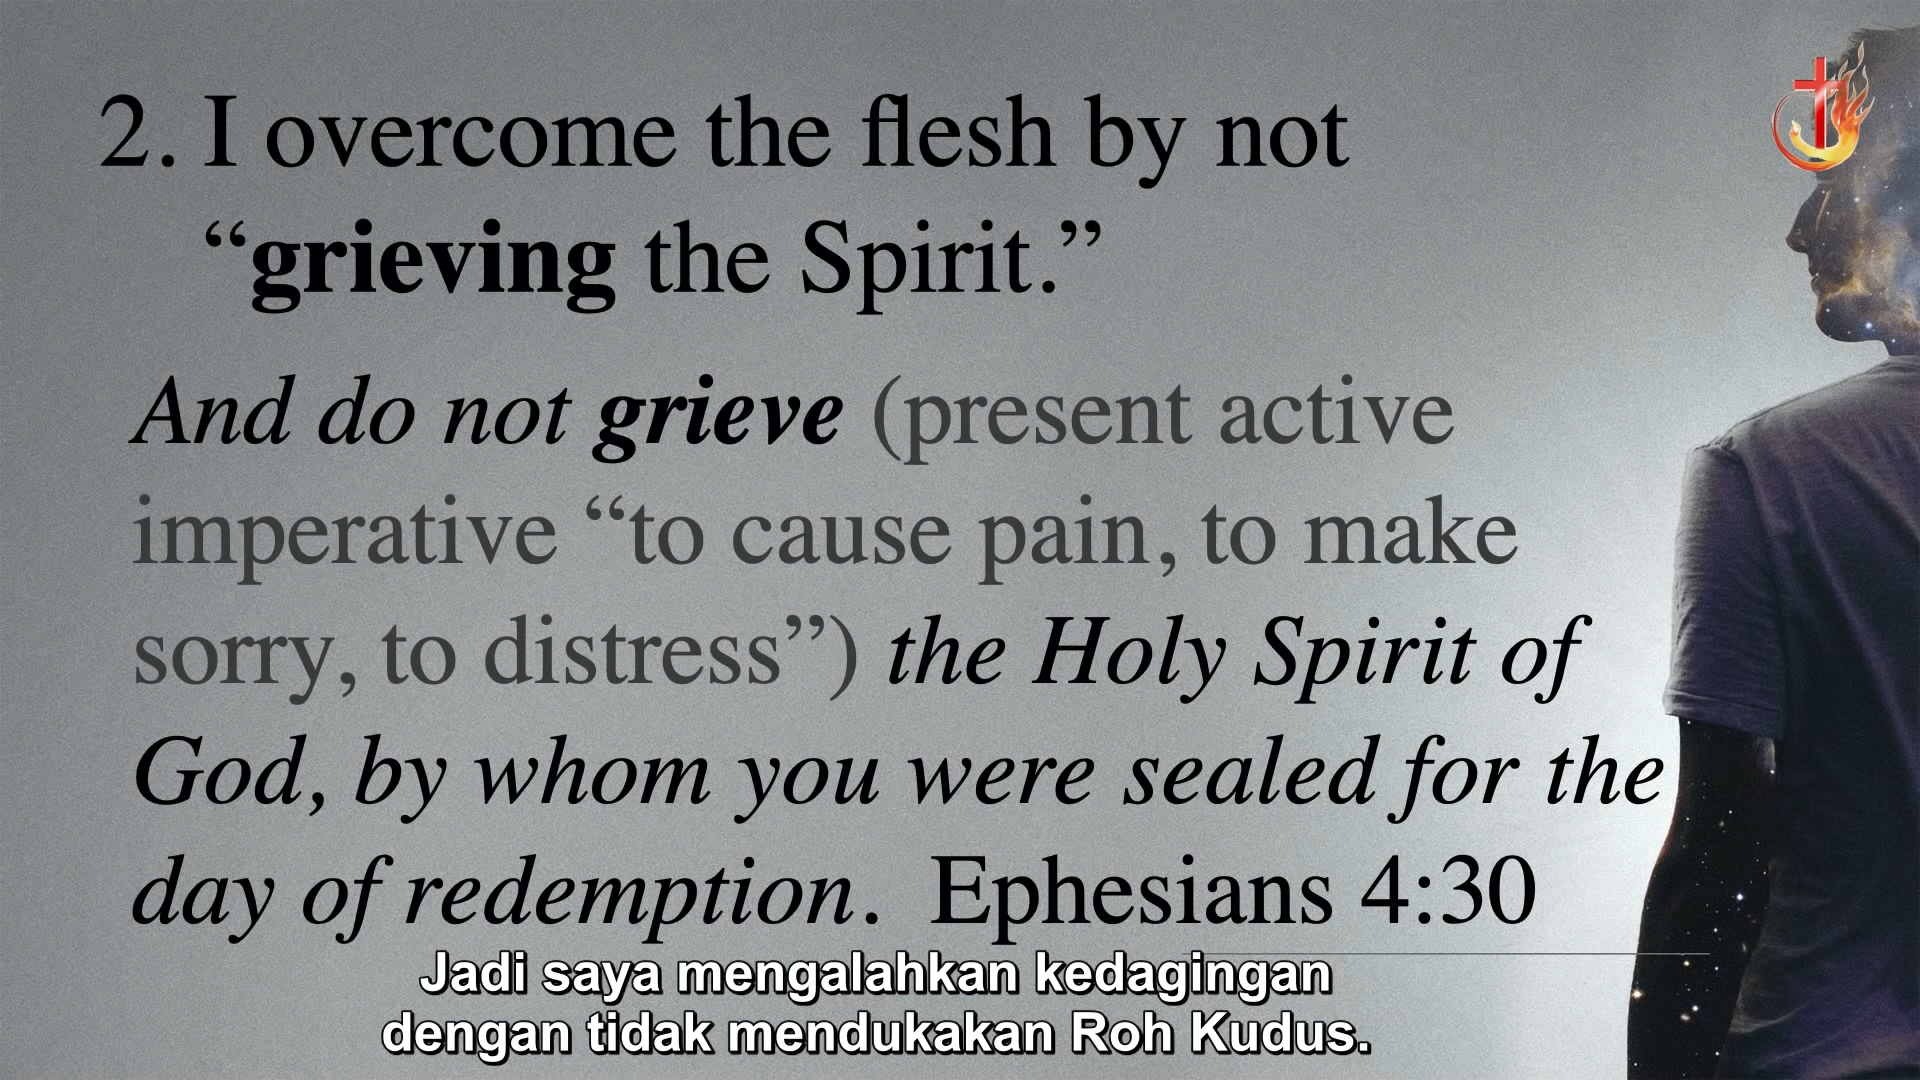 2. I overcome the flesh by not
“grieving the Spirit.”
And do not grieve (present active
imperative “to cause pain, to make
sorry, to distress”) the Holy Spirit of
God, by whom you were sealed for the
day of redemption.  Ephesians 4:30
Jadi saya mengalahkan kedagingan
dengan tidak mendukakan Roh Kudus.